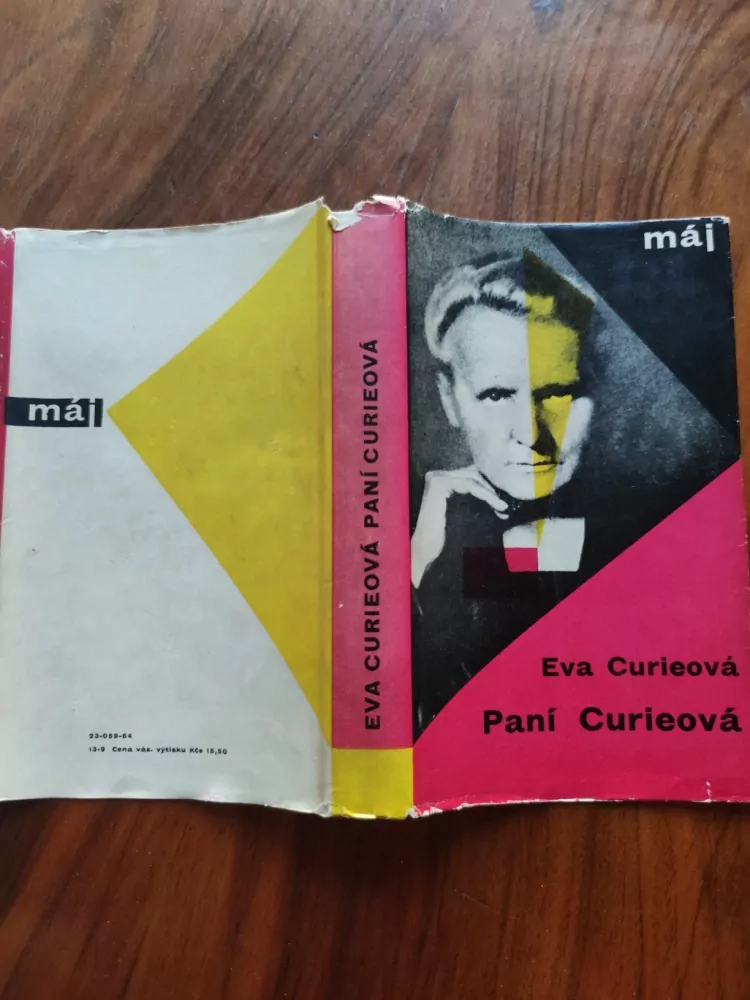 máj
Eva Curieová
Paní Curieová
EVA CURIEOVÁ PANÍ CURIEOVÁ
máj
23-059-64
13-9 Cena váz. výtisku Kčs 15,50